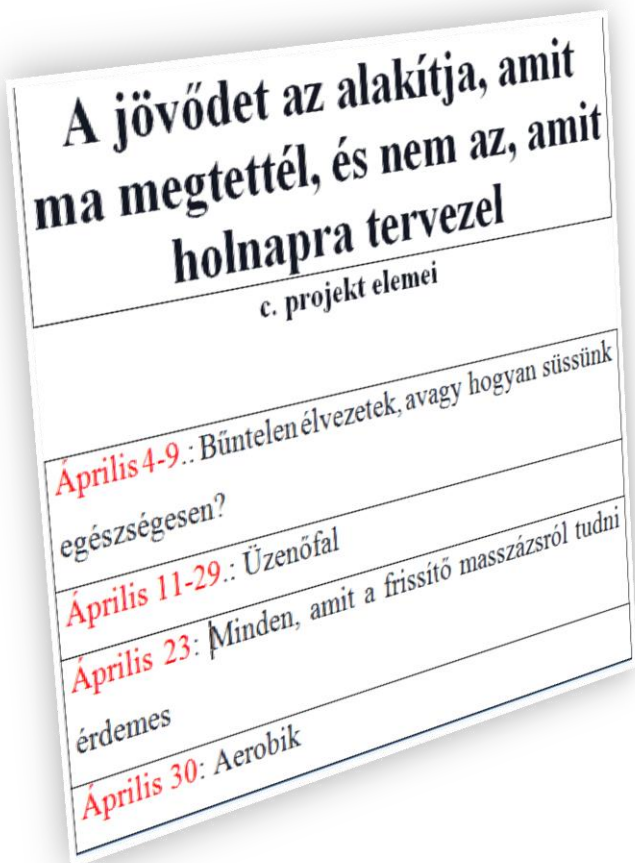 A jövődet az alakítja, amit
ma megtettél, és nem az, amit
holnapra tervezel
c. projekt elemei
Április 4-9.: Bűntelen élvezetek, avagy hogyan süssünk
egészségesen?
Április 11-29.: Üzenőfal
Április 23: Minden, amit a frissítő masszázsról tudni
érdemes
Április 30: Aerobik